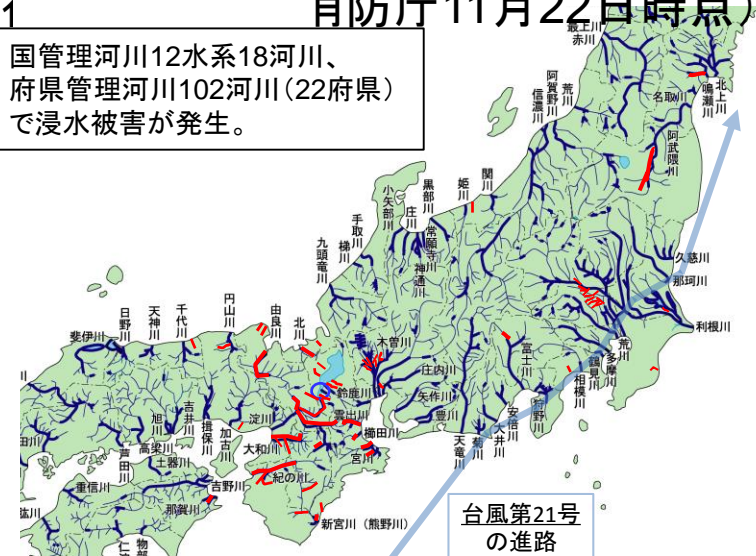 肖防庁11月22日時点）
国管理河川12水系18河川、
府県管理河川102河川（22府県）
で浸水被害が発生。
最上川
赤川
荒川
阿賀野川
信濃川
名取川
北上川
鳴瀬川
阿武隈川
関川
姫川
黒部川
常願寺川
神通川
庄川
小矢部川
手取川
梯川
九頭竜川
北川
由良川
円山川
千代川
天神川
日野川
斐伊川
久慈川
那珂川
利根川
荒川
多摩川
鶴見川
相模川
富士川
狩野川
安倍川
大井川
菊川
天竜川
豊川
矢作川
庄内川
木曽川
鈴鹿川
雲出川
櫛田川
宮川
淀川
大和川
紀の川
新宮川（熊野川）
加古川
揖保川
吉井川
旭川
高梁川
芦田川
土器川
吉野川
那賀川
重信川
物部
仁
台風第21号
の進路